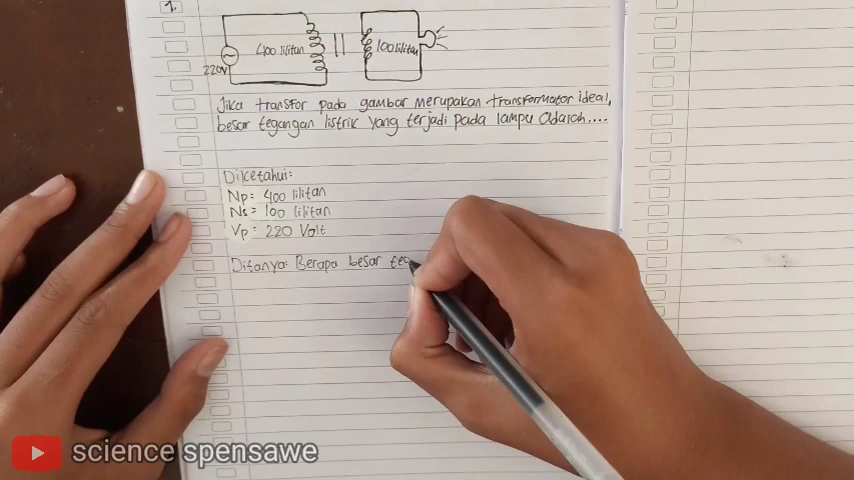 1.
400 lilitan
100 lilitan
220V
Jika transfor pada gambar merupakan transformator ideal,
besar tegangan listrik yang terjadi pada lampu adalah....
Diketahui:
Np = 400 lilitan
Ns = 100 lilitan
Vp = 220 Volt
Ditanya: Berapa besar teg
science spensawe